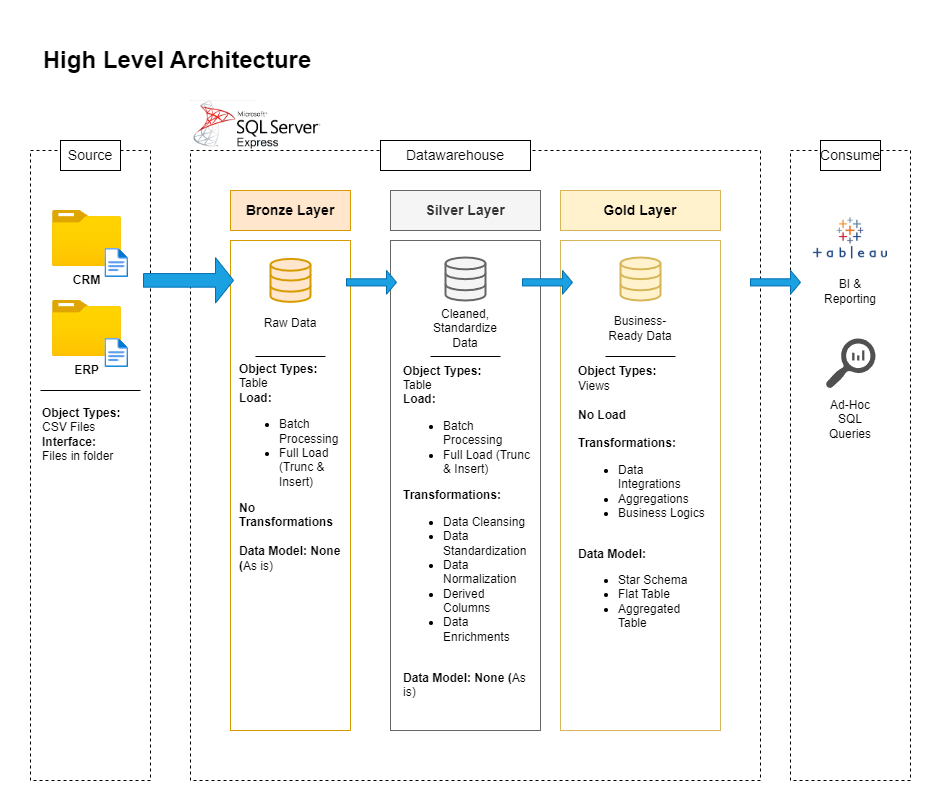 High Level Architecture
Microsoft®
SQL Server®
Express
Source
Datawarehouse
Consume
CRM
ERP
Object Types:
CSV Files
Interface:
Files in folder
Bronze Layer
Raw Data
Object Types:
Table
Load:
• Batch
Processing
• Full Load
(Trunc &
Insert)
No
Transformations
Data Model: None
(As is)
Silver Layer
Cleaned,
Standardize
Data
Object Types:
Table
Load:
• Batch
Processing
• Full Load (Trunc
& Insert)
Transformations:
• Data Cleansing
• Data
Standardization
• Data
Normalization
• Derived
Columns
• Data
Enrichments
Data Model: None (As
is)
Gold Layer
Business-
Ready Data
Object Types:
Views
No Load
Transformations:
• Data
Integrations
• Aggregations
• Business Logics
Data Model:
• Star Schema
• Flat Table
• Aggregated
Table
+ableau
BI &
Reporting
Ad-Hoc
SQL
Queries